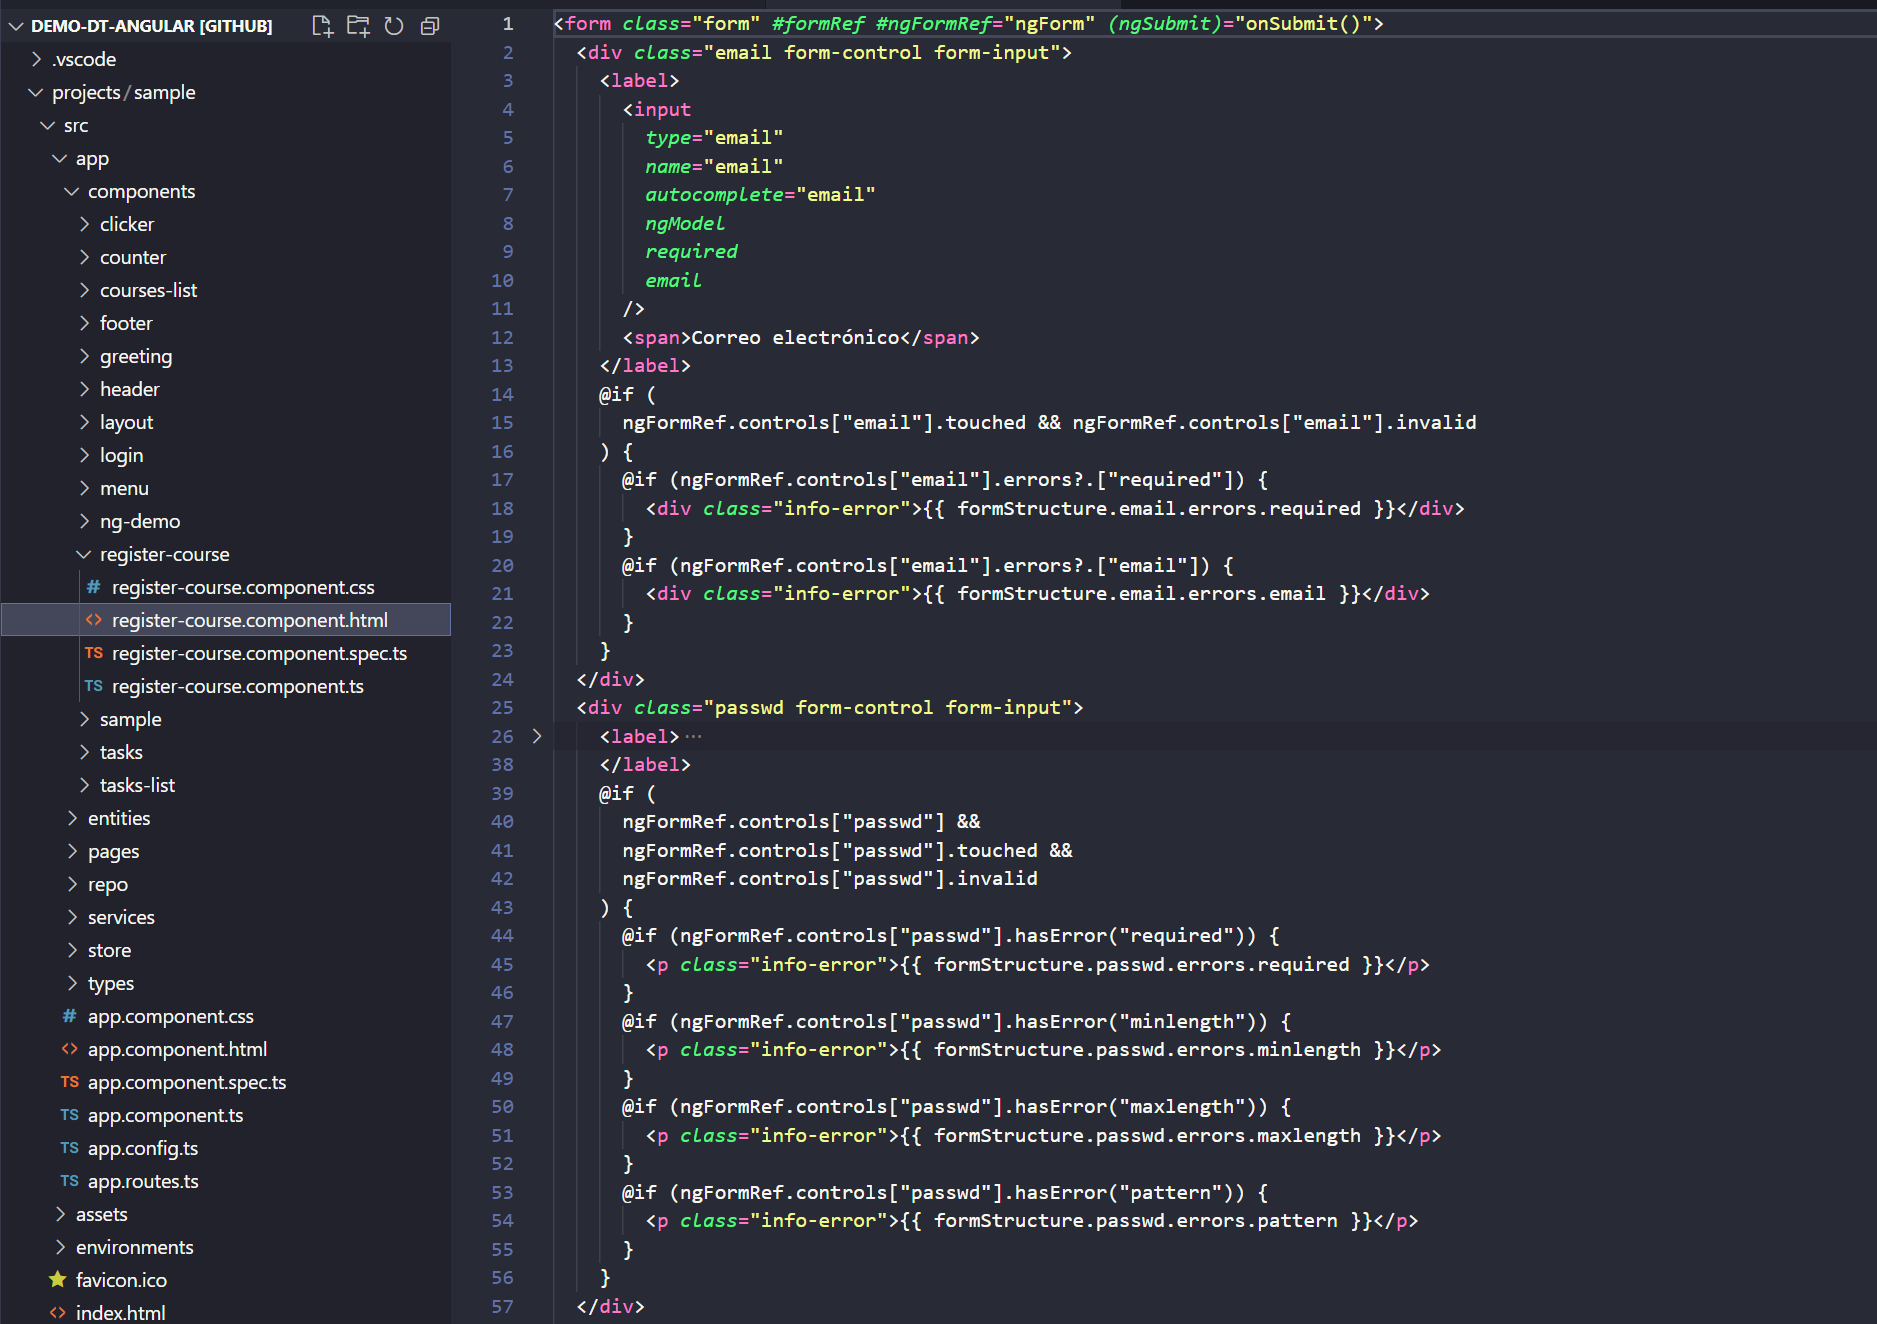 DEMO-DT-ANGULAR [GITHUB]
.vscode
projects / sample
src
app
components
clicker
counter
courses-list
footer
greeting
header
layout
login
menu
ng-demo
register-course
# register-course.component.css
<> register-course.component.html
TS register-course.component.spec.ts
TS register-course.component.ts
sample
tasks
tasks-list
entities
pages
repo
services
store
types
# app.component.css
<> app.component.html
TS app.component.spec.ts
TS app.component.ts
TS app.config.ts
TS app.routes.ts
assets
environments
favicon.ico
<> index.html
1 <form class="form" #formRef #ngFormRef="ngForm" (ngSubmit)="onSubmit()">
2 <div class="email form-control form-input">
3 <label>
4 <input
5 type="email"
6 name="email"
7 autocomplete="email"
8 ngModel
9 required
10 email
11 />
12 <span>Correo electrónico</span>
13 </label>
14 @if (
15 ngFormRef.controls["email"].touched && ngFormRef.controls["email"].invalid
16 ) {
17 @if (ngFormRef.controls["email"].errors?.["required"]) {
18 <div class="info-error">{{ formStructure.email.errors.required }}</div>
19 }
20 @if (ngFormRef.controls["email"].errors?.["email"]) {
21 <div class="info-error">{{ formStructure.email.errors.email }}</div>
22 }
23 }
24 </div>
25 <div class="passwd form-control form-input">
26 <label>···
38 </label>
39 @if (
40 ngFormRef.controls["passwd"] &&
41 ngFormRef.controls["passwd"].touched &&
42 ngFormRef.controls["passwd"].invalid
43 ) {
44 @if (ngFormRef.controls["passwd"].hasError("required")) {
45 <p class="info-error">{{ formStructure.passwd.errors.required }}</p>
46 }
47 @if (ngFormRef.controls["passwd"].hasError("minlength")) {
48 <p class="info-error">{{ formStructure.passwd.errors.minlength }}</p>
49 }
50 @if (ngFormRef.controls["passwd"].hasError("maxlength")) {
51 <p class="info-error">{{ formStructure.passwd.errors.maxlength }}</p>
52 }
53 @if (ngFormRef.controls["passwd"].hasError("pattern")) {
54 <p class="info-error">{{ formStructure.passwd.errors.pattern }}</p>
55 }
56 }
57 </div>